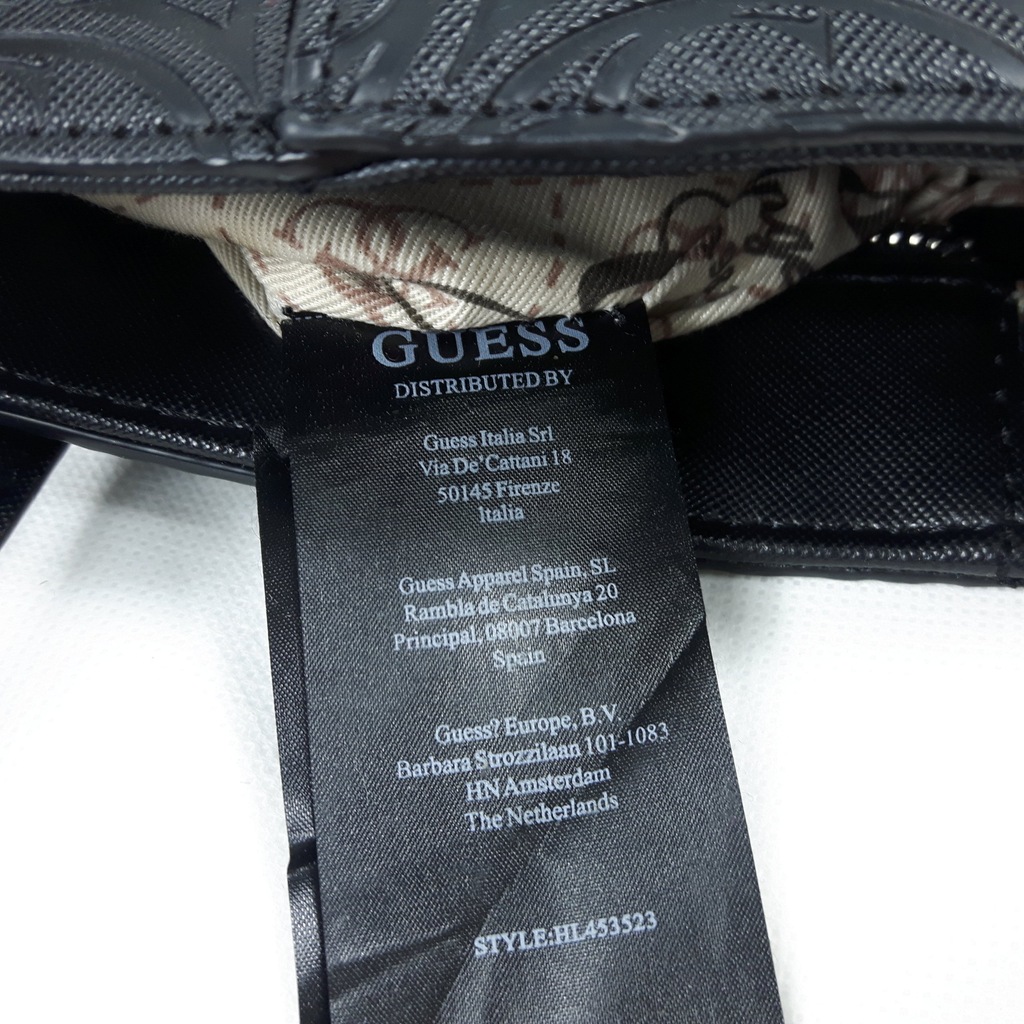 GUESS
DISTRIBUTED BY
Guess Italia Srl
Via De'Cattani 18
50145 Firenze
Italia
Guess Apparel Spain, SL
Rambla de Catalunya 20
Principal, 08007 Barcelona
Spain
Guess? Europe, B.V.
Barbara Strozzilaan 101-1083
HN Amsterdam
The Netherlands
STYLE:HL453523